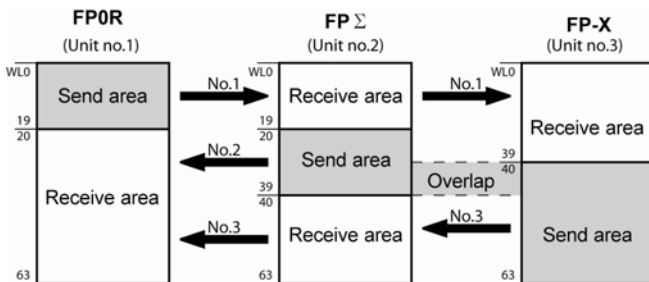 FP0R FP Σ FP-X
(Unit no.1) (Unit no.2) (Unit no.3)
WL0 WL0 WL0
Send area No.1 Receive area No.1
19 19
20 20
Receive area
No.2 Send area
39
40
Overlap
Receive area
39
40
No.3 Receive area No.3
Send area
63 63 63